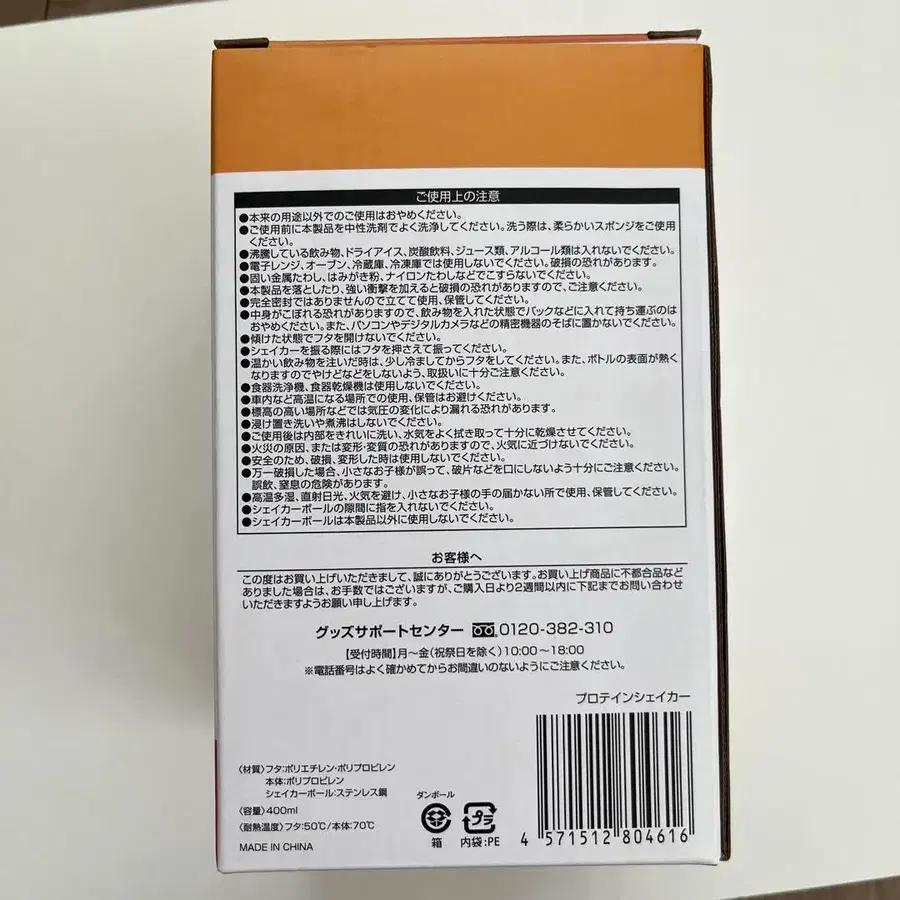 ご使用上の注意
●本来の用途以外でのご使用はおやめください。
●ご使用前に本製品を中性洗剤でよく洗浄してください。洗う際は、柔らかいスポンジをご使用
ください。
●沸騰している飲み物、ドライアイス、炭酸飲料、ジュース類、アルコール類は入れないでください。
●電子レンジ、オーブン、冷蔵庫、冷凍庫では使用しないでください。破損の恐れがあります。
●固い金属たわし、はみがき粉、ナイロンたわしなどでこすらないでください。
●本製品を落としたり、強い衝撃を加えると破損の恐れがありますので、ご注意ください。
●完全密封ではありませんので立てて使用、保管してください。
●中身がこぼれる恐れがありますので、飲み物を入れた状態でバックなどに入れて持ち運ぶのは
おやめください。また、パソコンやデジタルカメラなどの精密機器のそばに置かないでください。
●傾けた状態でフタを開けないでください。
●シェイカーを振る際にはフタを押さえて振ってください。
●温かい飲み物を注いだ時は、少し冷ましてからフタをしてください。また、ボトルの表面が熱く
なりますのでやけどなどをしないよう、取扱いに十分ご注意ください。
●食器洗浄機、食器乾燥機は使用しないでください。
●車内など高温になる場所での使用、保管はお避けください。
●標高の高い場所などでは気圧の変化により漏れる恐れがあります。
●浸け置き洗いや煮沸はしないでください。
●ご使用後は内部をきれいに洗い、水気をよく拭き取って十分に乾燥させてください。
●火災の原因、または変形・変質の恐れがありますので、火気に近づけないでください。
●安全のため、破損、変形した時は使用しないでください。
●万一破損した場合、小さなお子様が誤って、破片などを口にしないよう十分にご注意ください。
誤飲、窒息の危険があります。
●高温多湿、直射日光、火気を避け、小さなお子様の手の届かない所で使用、保管してください。
●シェイカーボールの隙間に指を入れないでください。
●シェイカーボールは本製品以外に使用しないでください。
お客様へ
この度はお買い上げいただきまして、誠にありがとうございます。お買い上げ商品に不都合品など
ありました場合は、お手数ではございますが、ご購入日より2週間以内に下記までお問い合わせ
いただきますようお願い申し上げます。
グッズサポートセンター 0120-382-310
【受付時間】月〜金(祝祭日を除く)10:00〜18:00
※電話番号はよく確かめてからお間違いのないようにご注意ください。
プロテインシェイカー
〈材質〉フタ:ポリエチレン・ポリプロピレン
本体:ポリプロピレン
シェイカーボール:ステンレス鋼
〈容量〉400ml
〈耐熱温度〉フタ:50℃/本体:70℃
MADE IN CHINA
ダンボール
箱
プラ
内袋:PE
4 571512 804616